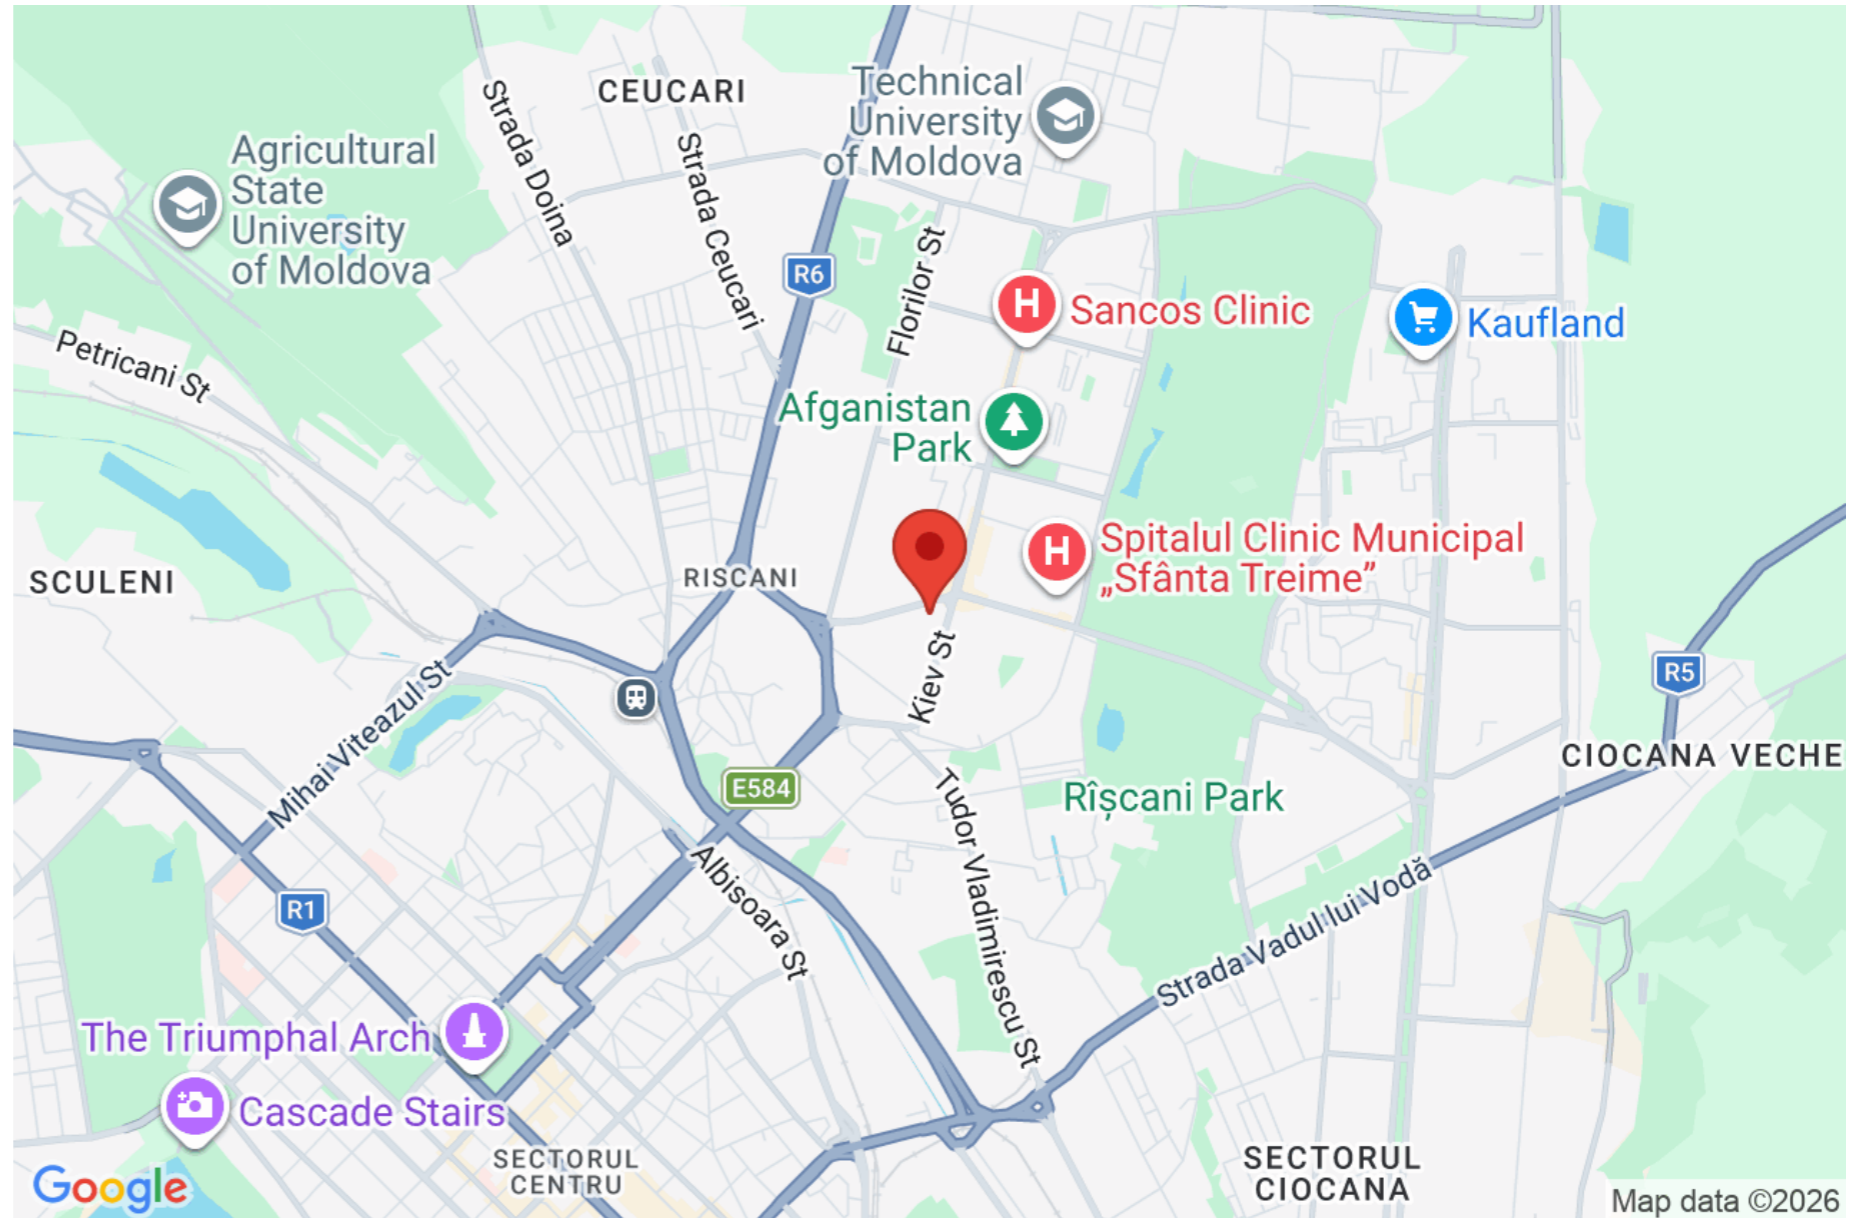 CEUCARI
Technical
University
of Moldova
Strada Doina
Strada Ceucari
Agricultural
State
University
of Moldova
R6
Florilor St
Sancos Clinic
Kaufland
Petricani St
Afganistan
Park
Spitalul Clinic Municipal
„Sfânta Treime”
SCULENI
RISCANI
Kiev St
R5
Mihai Viteazul St
CIOCANA VECHE
E584
Rîșcani Park
Tudor Vladimirescu St
Albisoara St
R1
Strada Vadul lui Vodă
The Triumphal Arch
Cascade Stairs
SECTORUL
CENTRU
SECTORUL
CIOCANA
Google
Map data ©2026